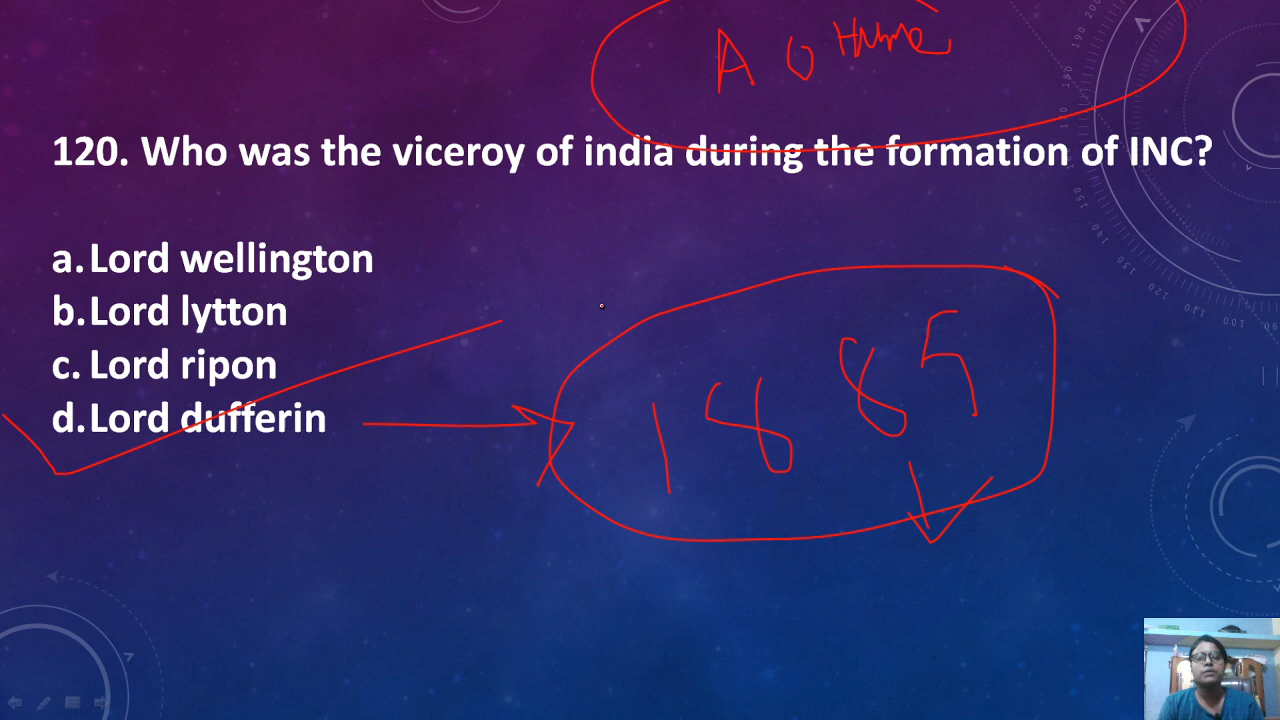 A O Hume
120. Who was the viceroy of india during the formation of INC?
a. Lord wellington
b. Lord lytton
c. Lord ripon
d. Lord dufferin
1885